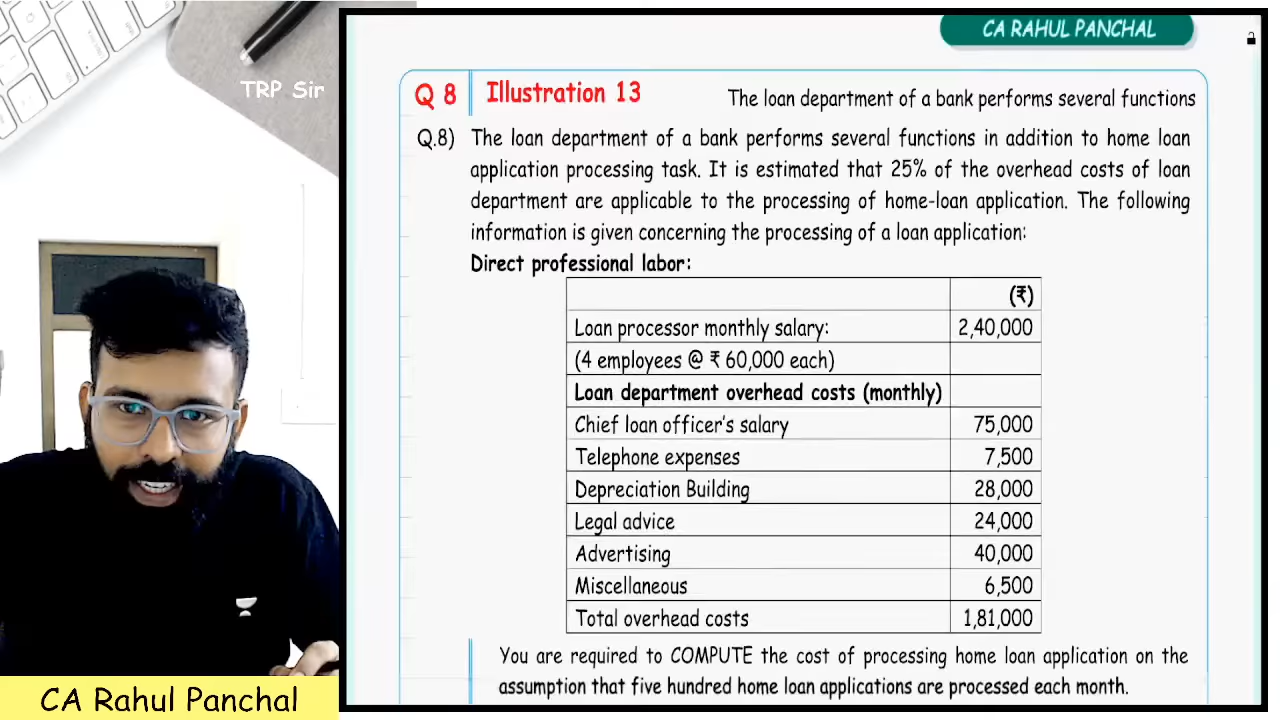 CA RAHUL PANCHAL
TRP Sir
Q 8
Illustration 13
The loan department of a bank performs several functions
Q.8) The loan department of a bank performs several functions in addition to home loan
application processing task. It is estimated that 25% of the overhead costs of loan
department are applicable to the processing of home-loan application. The following
information is given concerning the processing of a loan application:
Direct professional labor:
(₹)
Loan processor monthly salary: 2,40,000
(4 employees @ ₹ 60,000 each)
Loan department overhead costs (monthly)
Chief loan officer's salary 75,000
Telephone expenses 7,500
Depreciation Building 28,000
Legal advice 24,000
Advertising 40,000
Miscellaneous 6,500
Total overhead costs 1,81,000
You are required to COMPUTE the cost of processing home loan application on the
assumption that five hundred home loan applications are processed each month.
CA Rahul Panchal